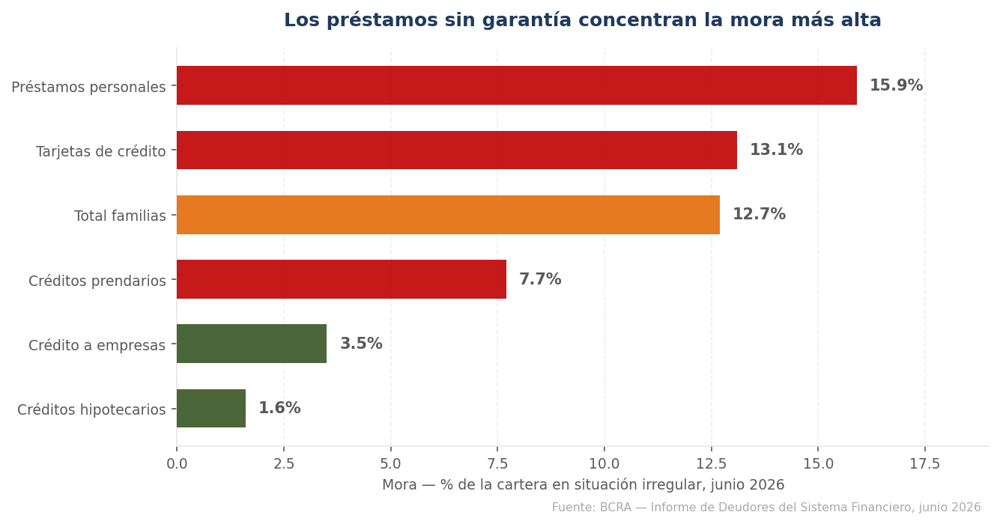 Los préstamos sin garantía concentran la mora más alta
Préstamos personales
15.9%
Tarjetas de crédito
13.1%
Total familias
12.7%
Créditos prendarios
7.7%
Crédito a empresas
3.5%
Créditos hipotecarios
1.6%
0.0 2.5 5.0 7.5 10.0 12.5 15.0 17.5
Mora — % de la cartera en situación irregular, junio 2026
Fuente: BCRA — Informe de Deudores del Sistema Financiero, junio 2026